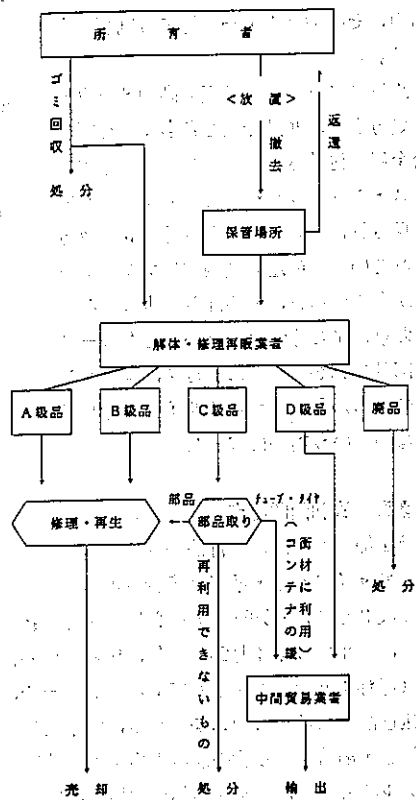 所有者
ゴミ回収
<放置>
撤去
返還
処分
保管場所
解体・修理再販業者
A級品
B級品
C級品
D級品
廃品
部品
チューブ・タイヤ
修理・再生
部品取り
再利用できないもの
(コンテナの緩
衝材に利用)
処分
中間貿易業者
売却
処分
輸出